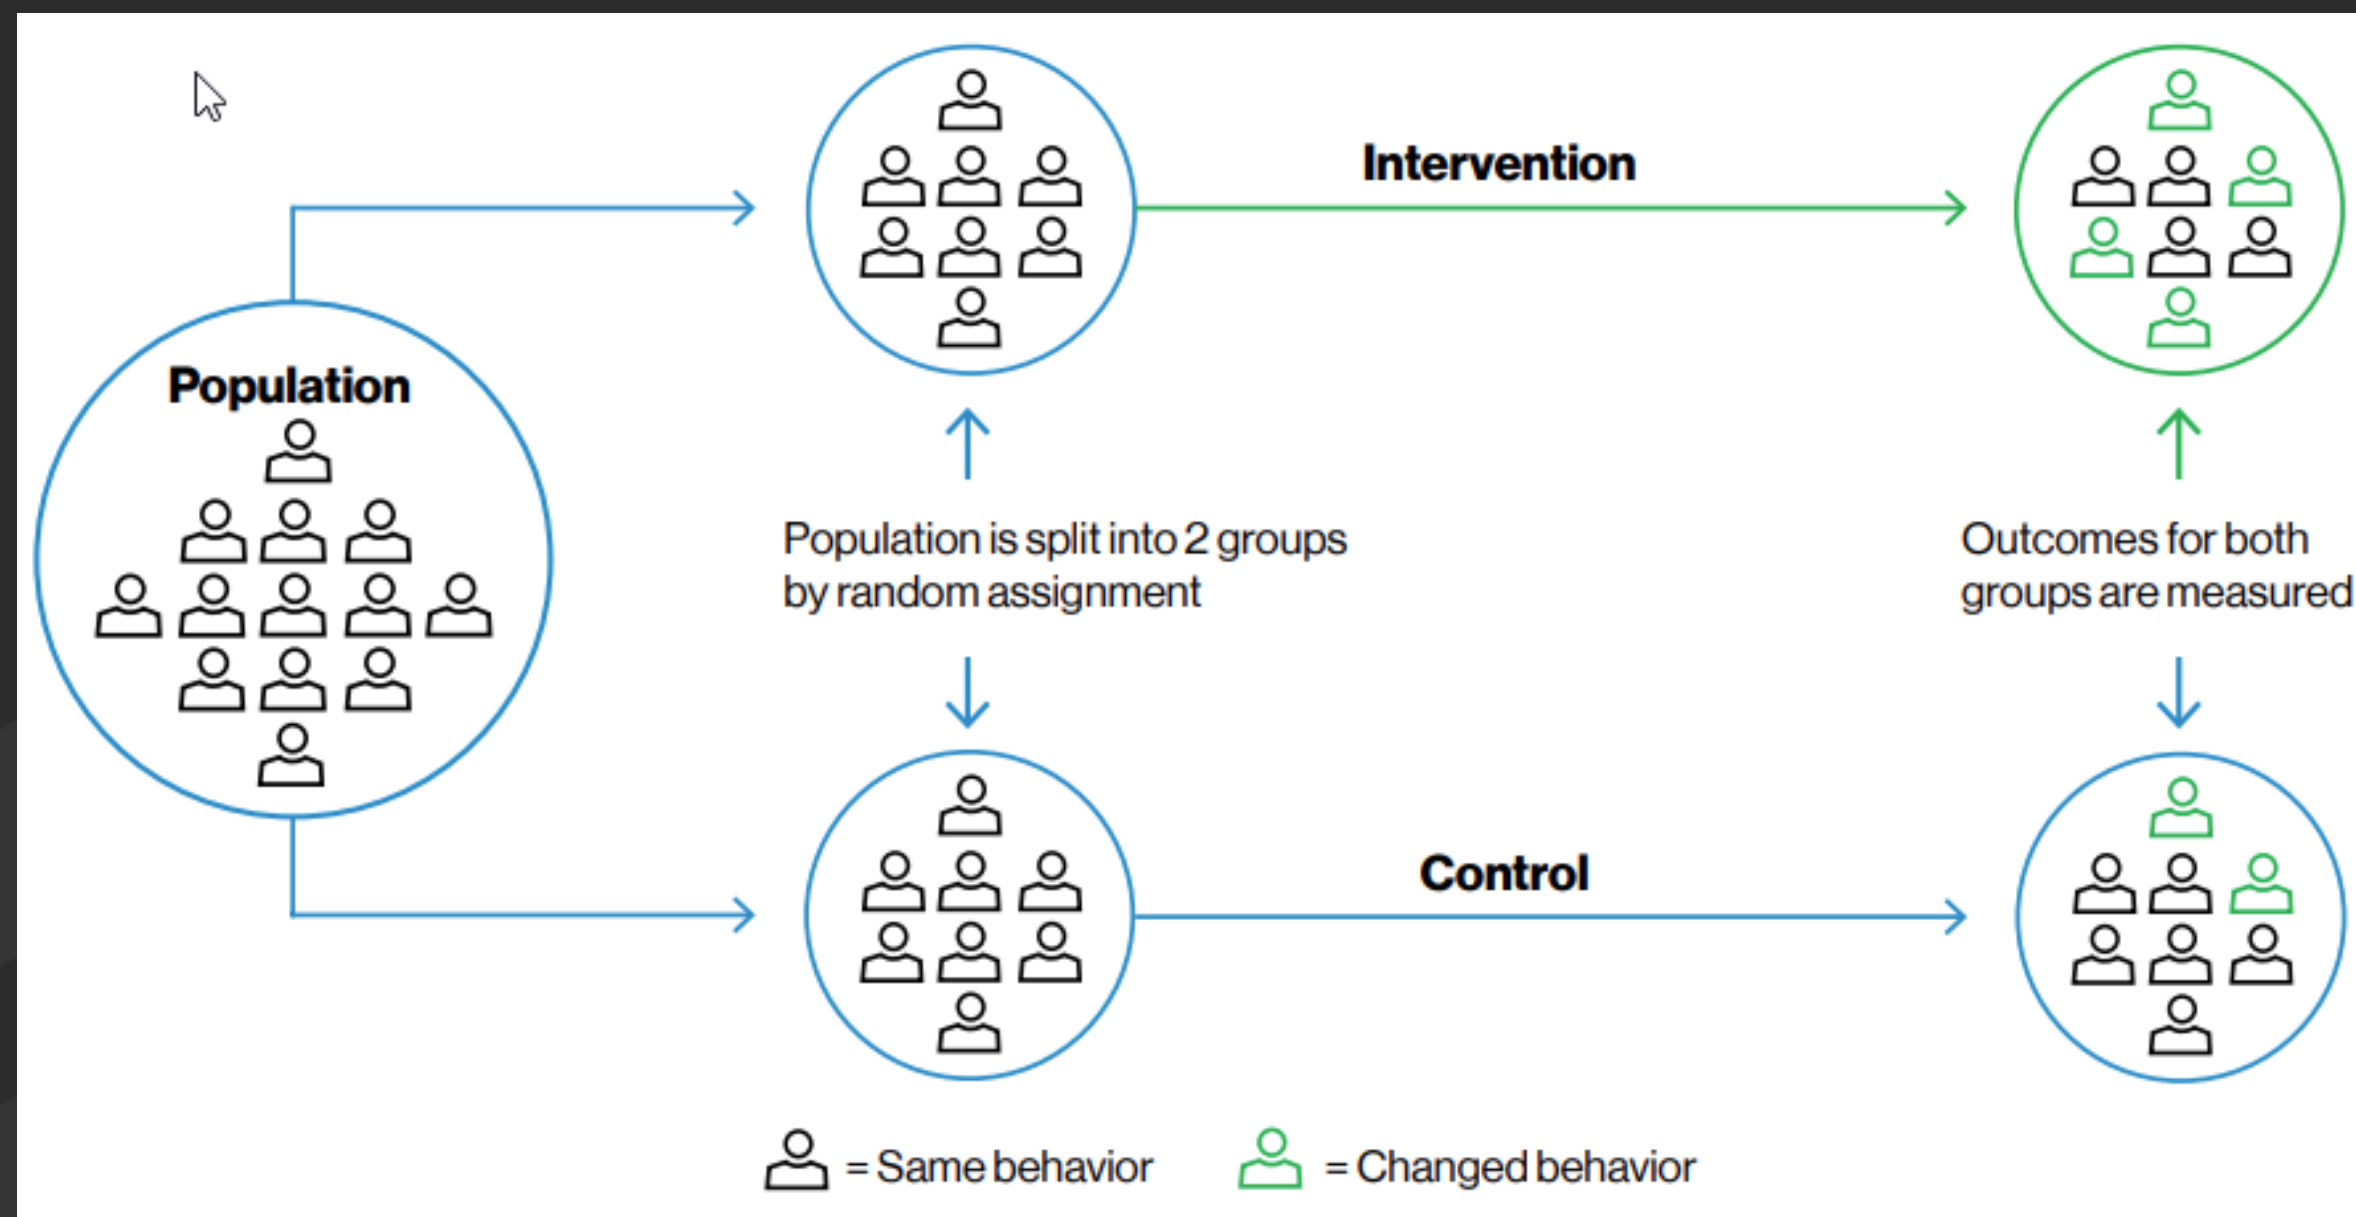 Intervention
Population
Population is split into 2 groups
by random assignment
Outcomes for both
groups are measured
Control
= Same behavior
= Changed behavior